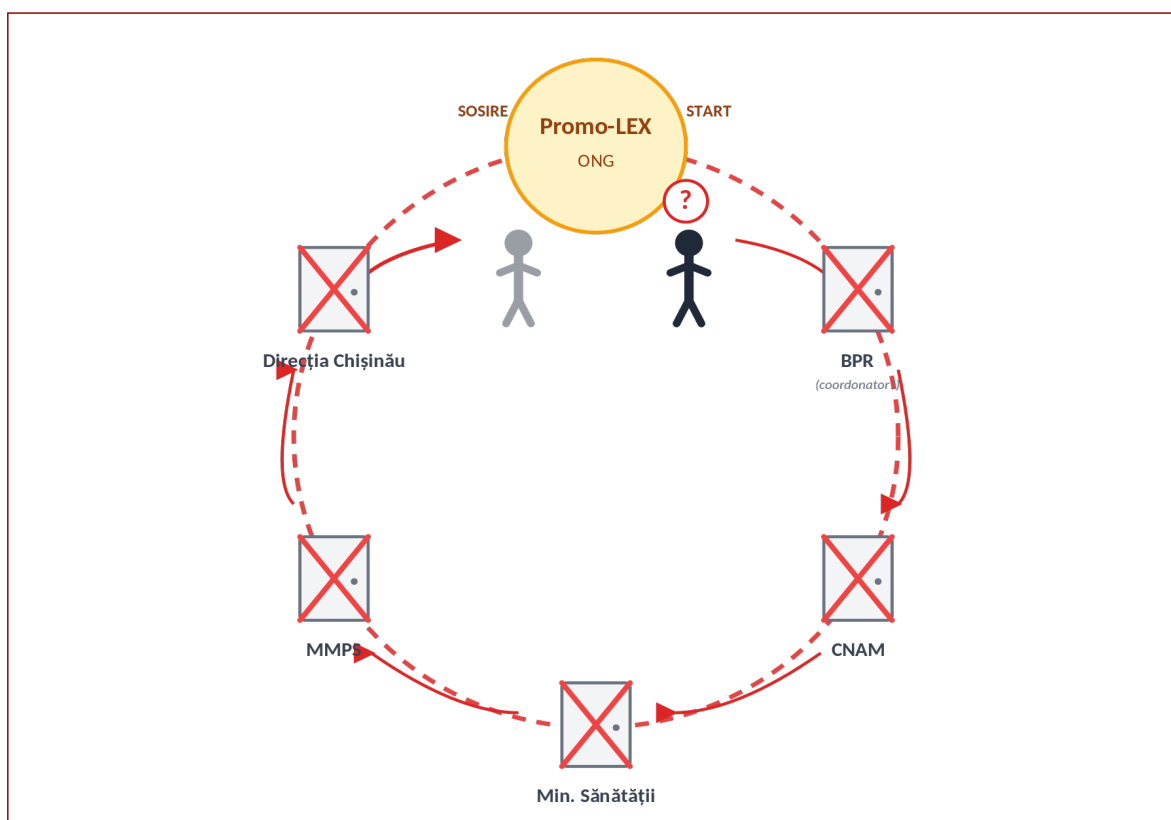 SOSIRE
START
Promo-LEX
ONG
?
Direcția Chișinău
BPR
(coordonator)
MMPS
CNAM
Min. Sănătății